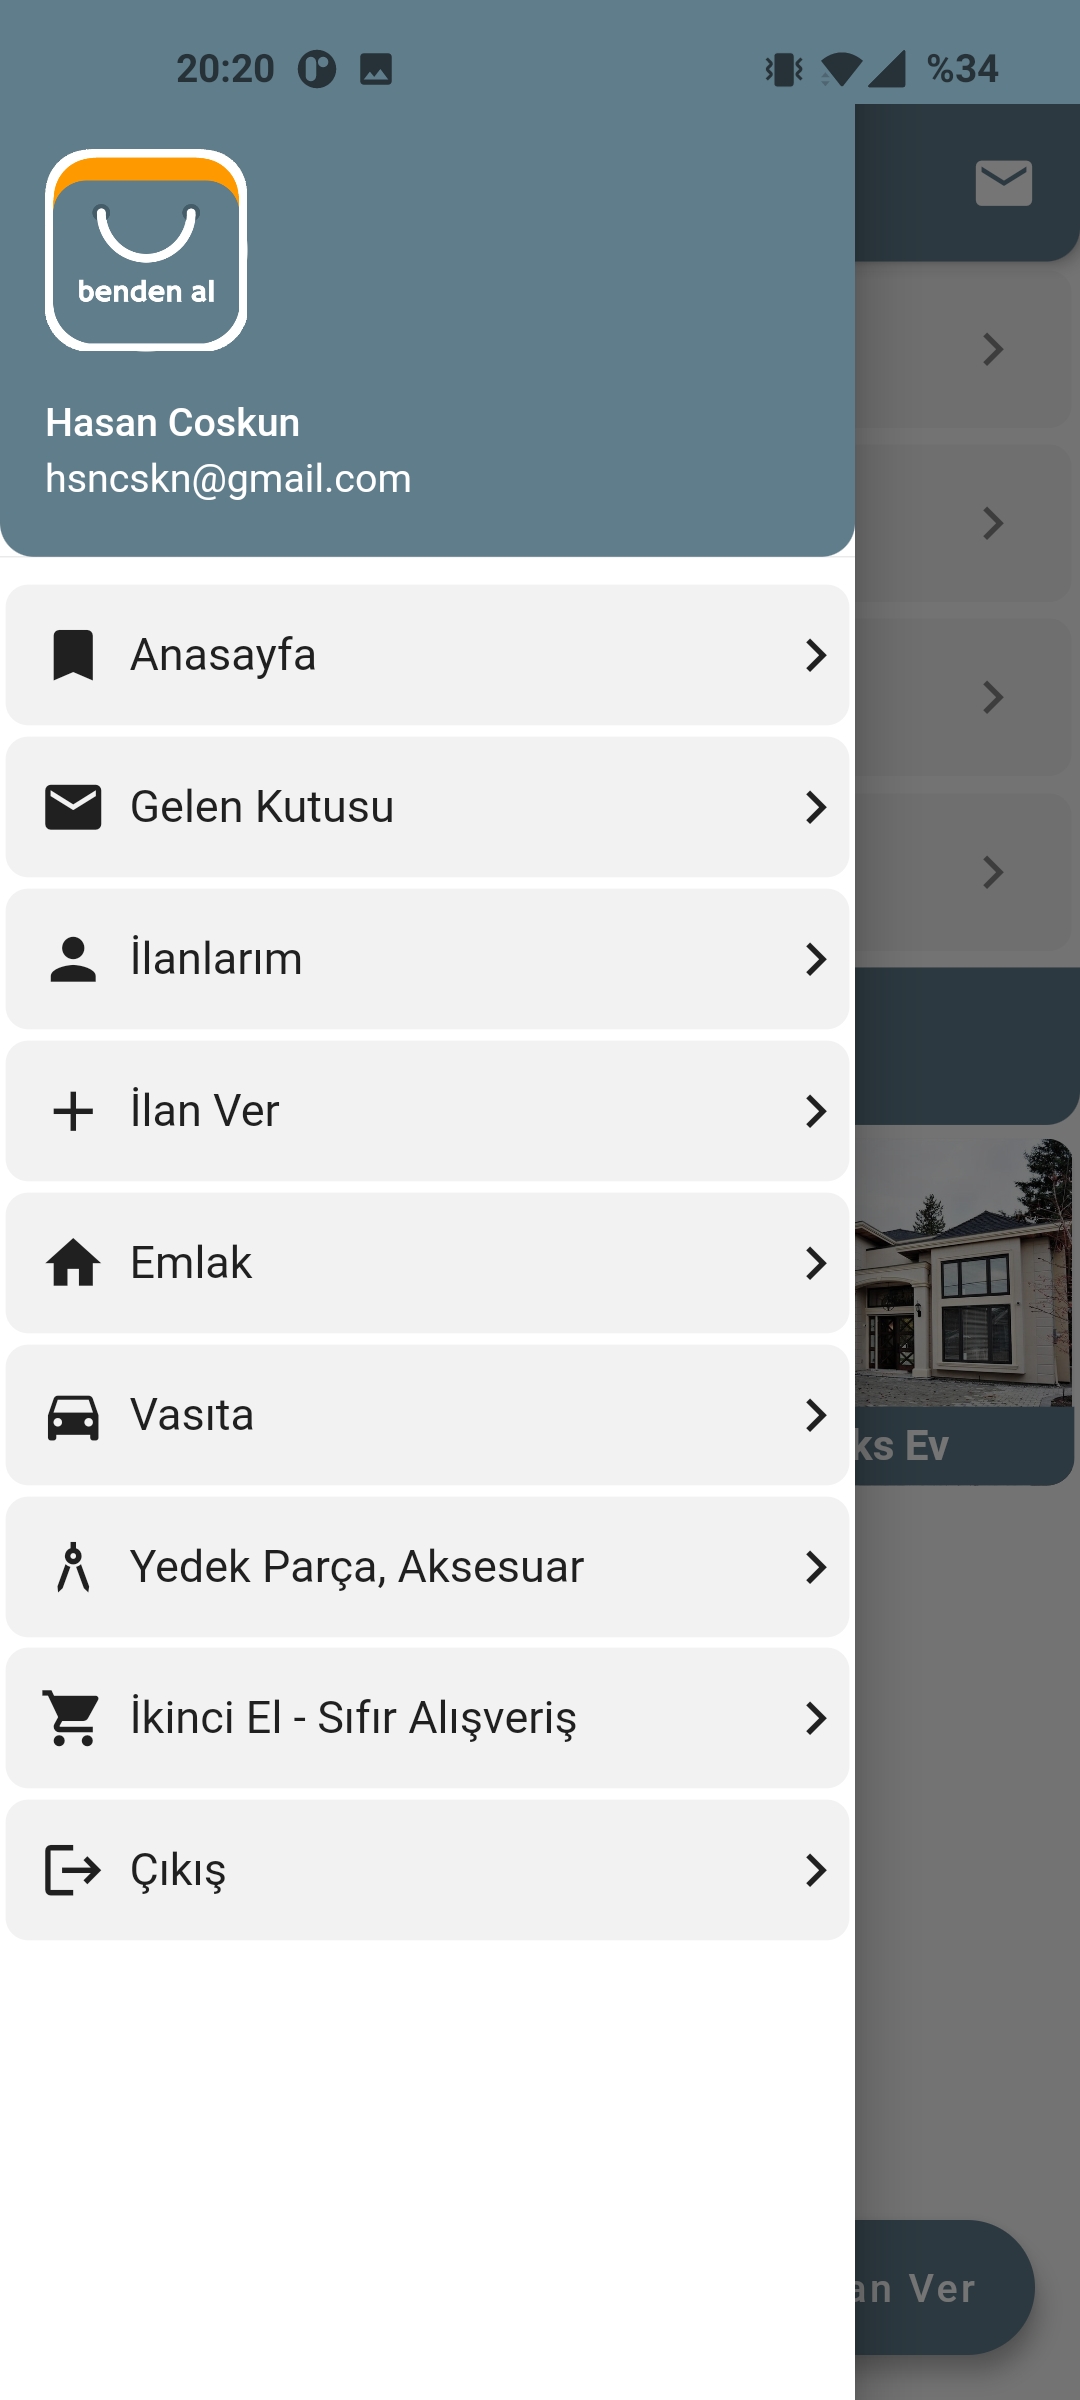 20:20
%34
benden al
Hasan Coskun
hsncskn@gmail.com
Anasayfa
Gelen Kutusu
İlanlarım
İlan Ver
Emlak
Vasıta
ks Ev
Yedek Parça, Aksesuar
İkinci El - Sıfır Alışveriş
Çıkış
an Ver